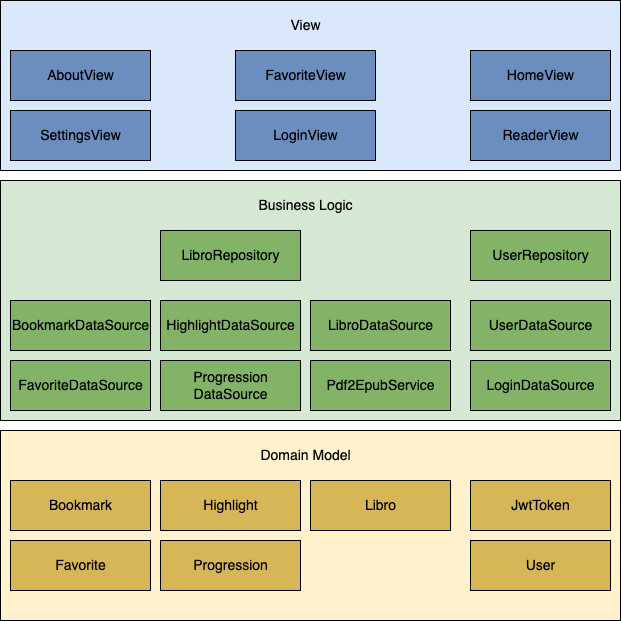 View
AboutView
FavoriteView
HomeView
SettingsView
LoginView
ReaderView
Business Logic
LibroRepository
UserRepository
BookmarkDataSource
HighlightDataSource
LibroDataSource
UserDataSource
FavoriteDataSource
Progression
DataSource
Pdf2EpubService
LoginDataSource
Domain Model
Bookmark
Highlight
Libro
JwtToken
Favorite
Progression
User